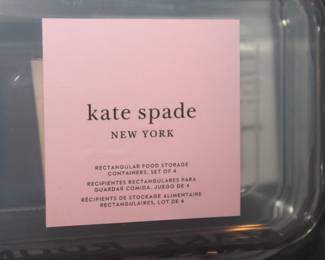 kate spade
NEW YORK
RECTANGULAR FOOD STORAGE
CONTAINERS, SET OF 4
RECIPIENTES RECTANGULARES PARA
GUARDAR COMIDA, JUEGO DE 4
RÉCIPIENTS DE STOCKAGE ALIMENTAIRE
RECTANGULAIRES, LOT DE 4